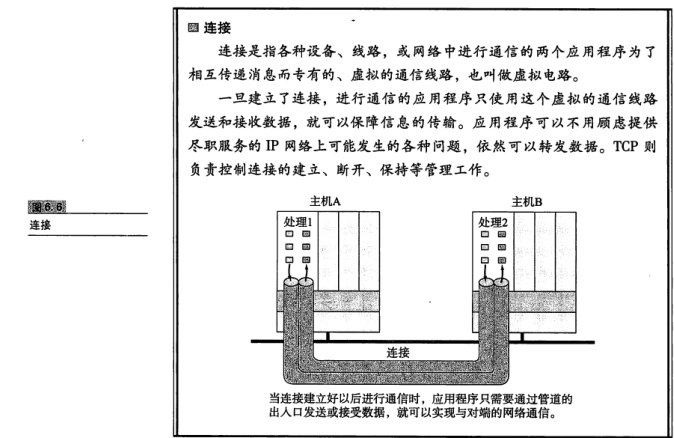 连接
连接是指各种设备、线路，或网络中进行通信的两个应用程序为了
相互传递消息而专有的、虚拟的通信线路，也叫做虚拟电路。
一旦建立了连接，进行通信的应用程序只使用这个虚拟的通信线路
发送和接收数据，就可以保障信息的传输。应用程序可以不用顾虑提供
尽职服务的 IP 网络上可能发生的各种问题，依然可以转发数据。TCP 则
负责控制连接的建立、断开、保持等管理工作。
图6.6
连接
主机A
主机B
处理1
处理2
连接
当连接建立好以后进行通信时，应用程序只需要通过管道的
出入口发送或接受数据，就可以实现与对端的网络通信。